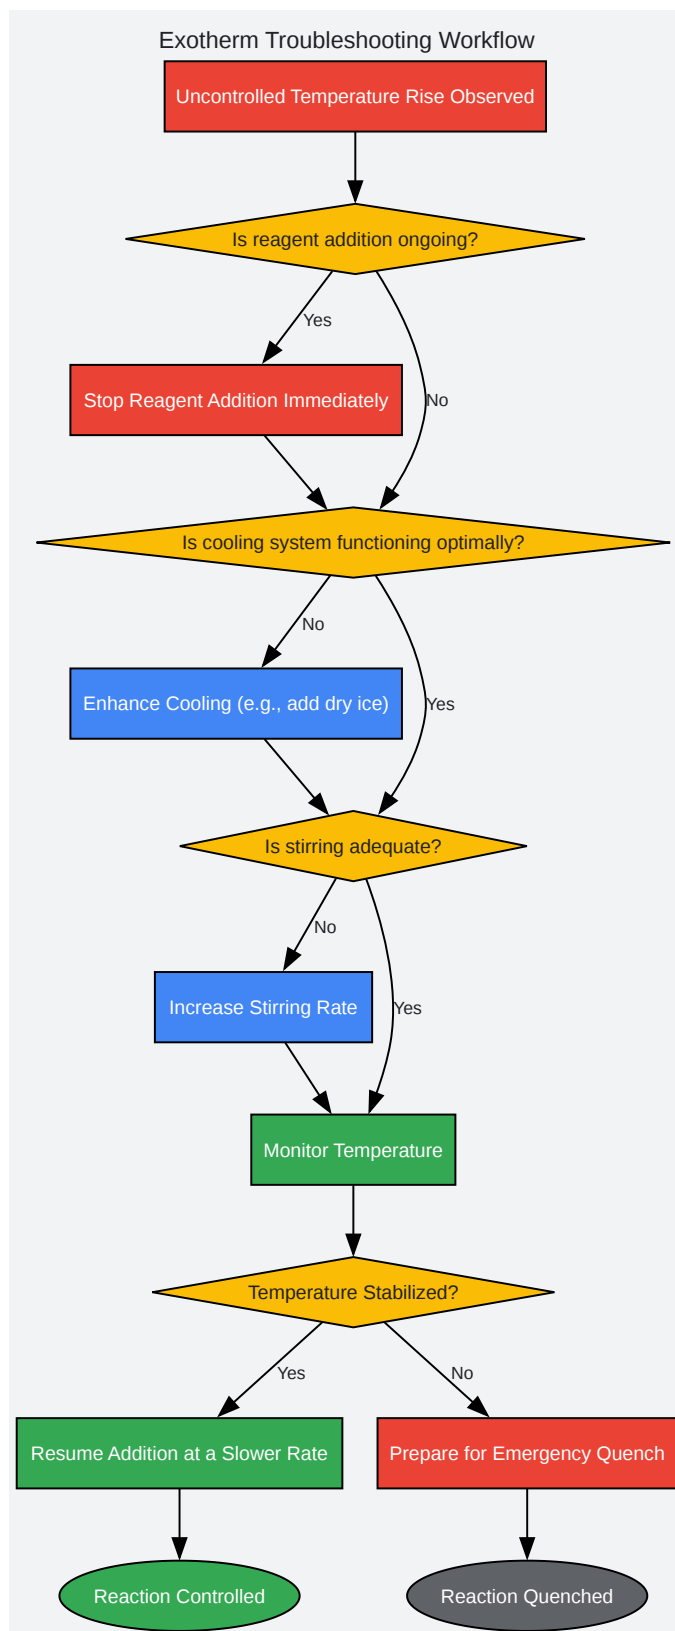 Exotherm Troubleshooting Workflow
Uncontrolled Temperature Rise Observed
Is reagent addition ongoing?
Yes
Stop Reagent Addition Immediately
No
Is cooling system functioning optimally?
No
Enhance Cooling (e.g., add dry ice)
Yes
Is stirring adequate?
No
Increase Stirring Rate
Yes
Monitor Temperature
Temperature Stabilized?
Yes
No
Resume Addition at a Slower Rate
Prepare for Emergency Quench
Reaction Controlled
Reaction Quenched